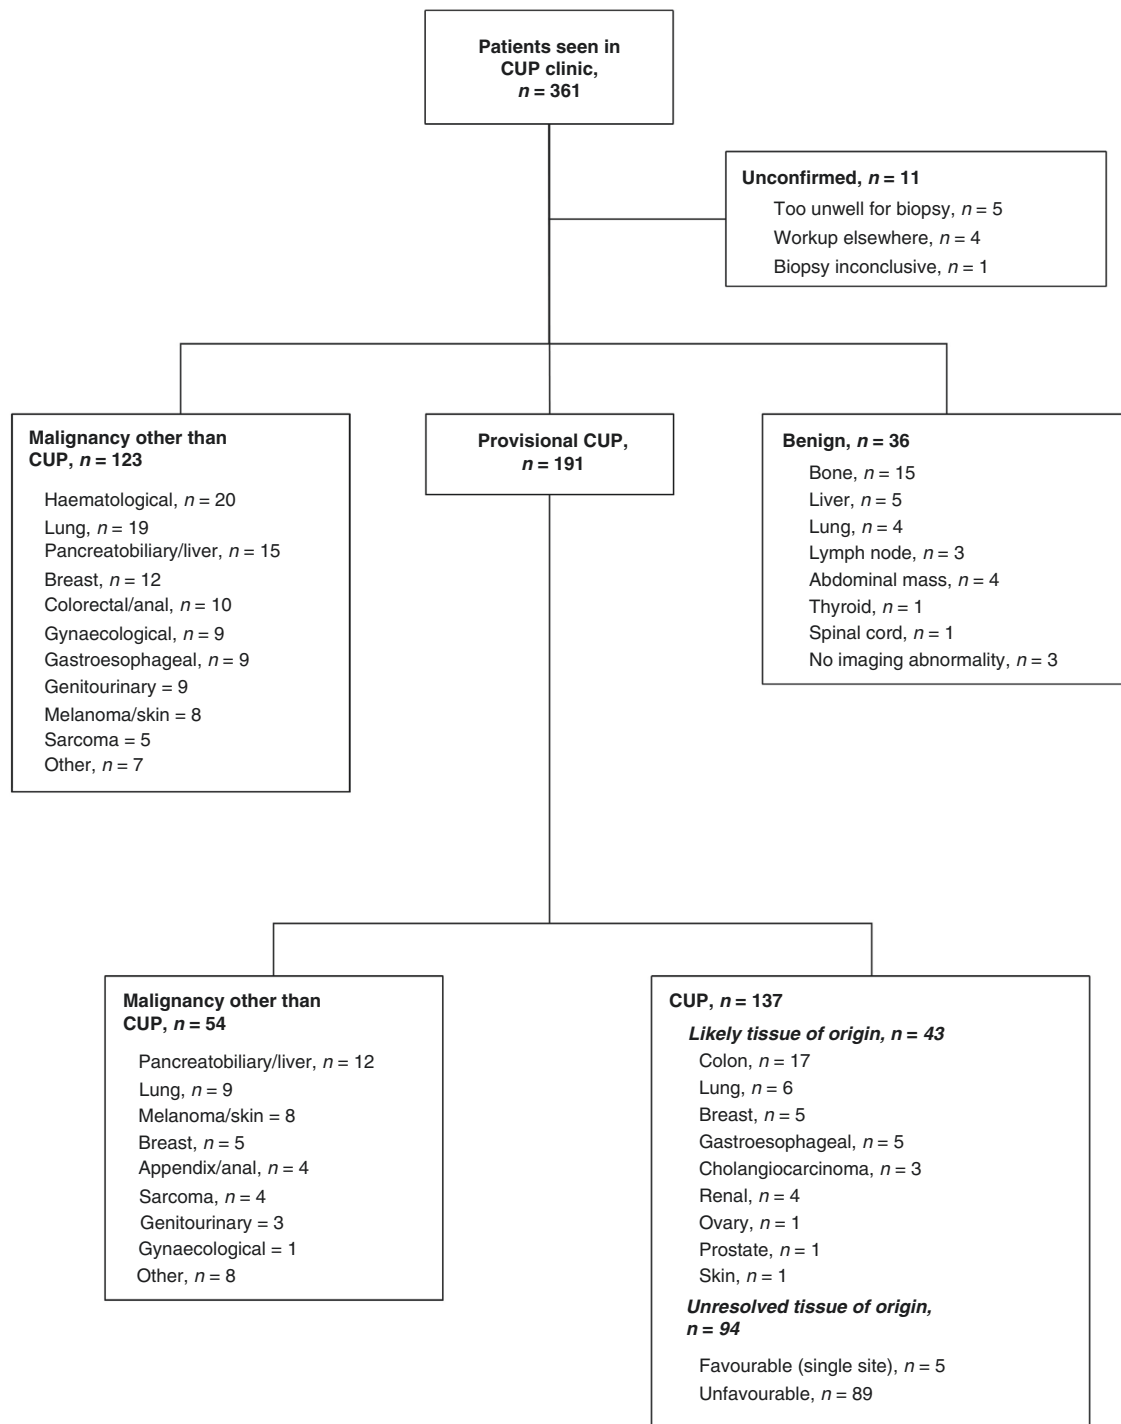 Patients seen in
CUP clinic,
n = 361
Unconfirmed, n = 11
Too unwell for biopsy, n = 5
Workup elsewhere, n = 4
Biopsy inconclusive, n = 1
Malignancy other than
CUP, n = 123
Haematological, n = 20
Lung, n = 19
Pancreatobiliary/liver, n = 15
Breast, n = 12
Colorectal/anal, n = 10
Gynaecological, n = 9
Gastroesophageal, n = 9
Genitourinary = 9
Melanoma/skin = 8
Sarcoma = 5
Other, n = 7
Provisional CUP,
n = 191
Benign, n = 36
Bone, n = 15
Liver, n = 5
Lung, n = 4
Lymph node, n = 3
Abdominal mass, n = 4
Thyroid, n = 1
Spinal cord, n = 1
No imaging abnormality, n = 3
Malignancy other than
CUP, n = 54
Pancreatobiliary/liver, n = 12
Lung, n = 9
Melanoma/skin = 8
Breast, n = 5
Appendix/anal, n = 4
Sarcoma, n = 4
Genitourinary = 3
Gynaecological = 1
Other, n = 8
CUP, n = 137
Likely tissue of origin, n = 43
Colon, n = 17
Lung, n = 6
Breast, n = 5
Gastroesophageal, n = 5
Cholangiocarcinoma, n = 3
Renal, n = 4
Ovary, n = 1
Prostate, n = 1
Skin, n = 1
Unresolved tissue of origin,
n = 94
Favourable (single site), n = 5
Unfavourable, n = 89